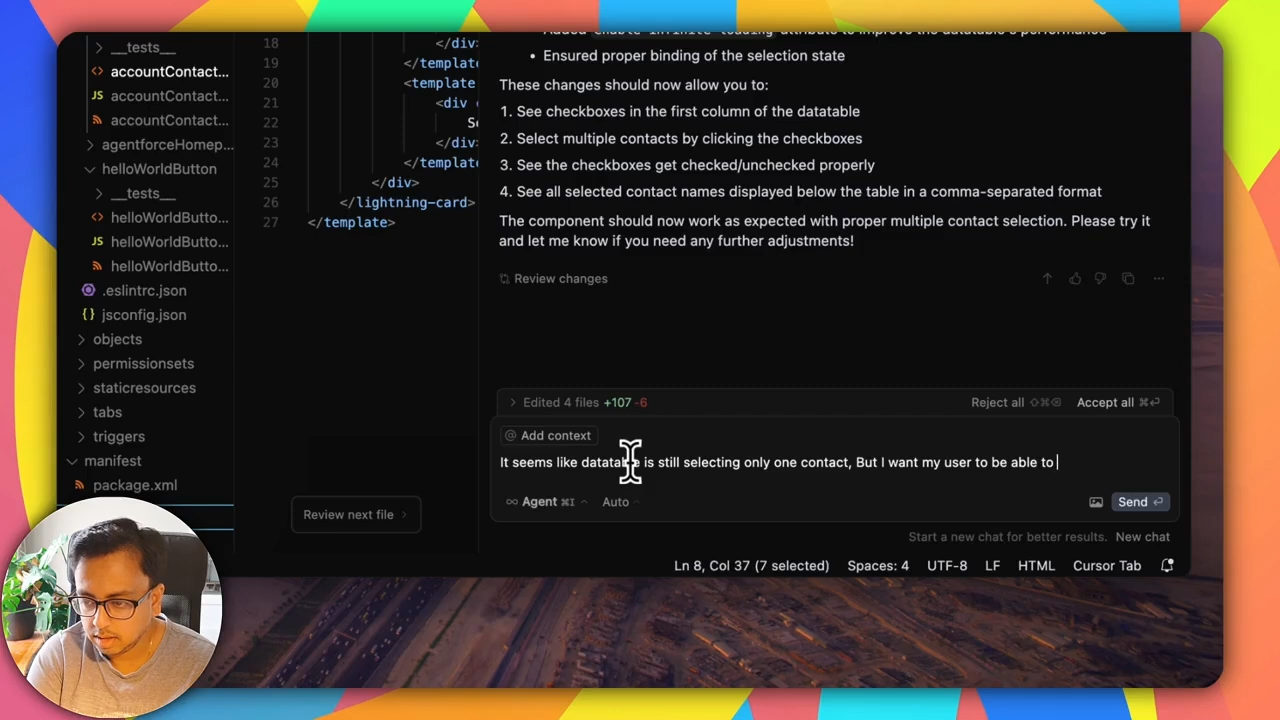 __tests__
accountContact...
JS accountContact...
accountContact...
agentforceHomep...
helloWorldButton
__tests__
helloWorldButto...
JS helloWorldButto...
helloWorldButto...
.eslintrc.json
{} jsconfig.json
objects
permissionsets
staticresources
tabs
triggers
manifest
package.xml
18 </div>
19 </template
20 <template
21 <div
22 Se
23 </div>
24 </template
25 </div>
26 </lightning-card>
27 </template>
Review next file
• Ensured proper binding of the selection state
These changes should now allow you to:
1. See checkboxes in the first column of the datatable
2. Select multiple contacts by clicking the checkboxes
3. See the checkboxes get checked/unchecked properly
4. See all selected contact names displayed below the table in a comma-separated format
The component should now work as expected with proper multiple contact selection. Please try it
and let me know if you need any further adjustments!
Review changes
Edited 4 files +107 -6
Reject all ⇧⌘⌫ Accept all ⌘⏎
@ Add context
It seems like datatable is still selecting only one contact, But I want my user to be able to
∞ Agent ⌘I Auto
Send ⏎
Start a new chat for better results. New chat
Ln 8, Col 37 (7 selected) Spaces: 4 UTF-8 LF HTML Cursor Tab